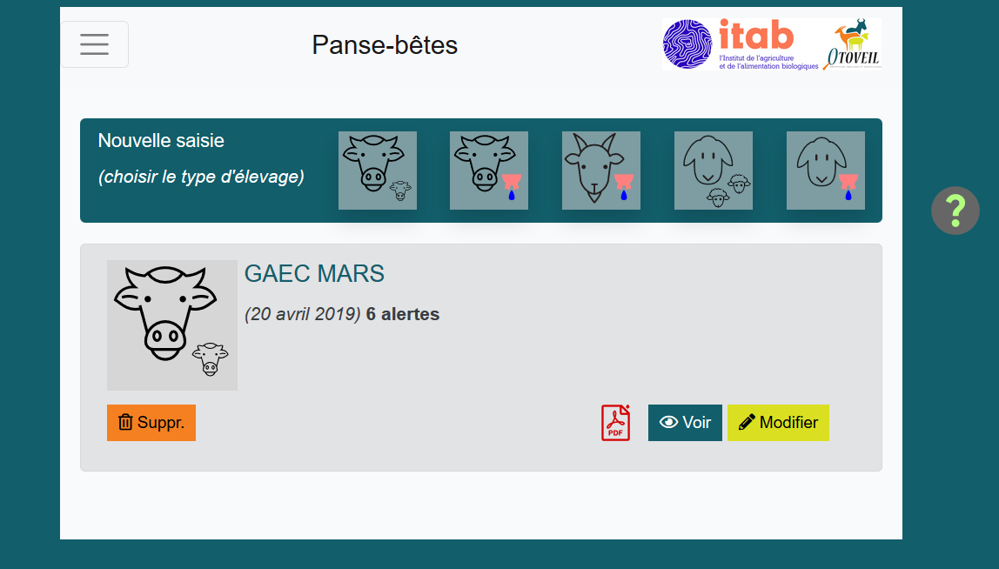 Panse-bêtes
itab
l'Institut de l'agriculture
et de l'alimentation biologiques
OTOVEIL
Nouvelle saisie
(choisir le type d'élevage)
?
GAEC MARS
(20 avril 2019) 6 alertes
Suppr.
PDF
Voir
Modifier